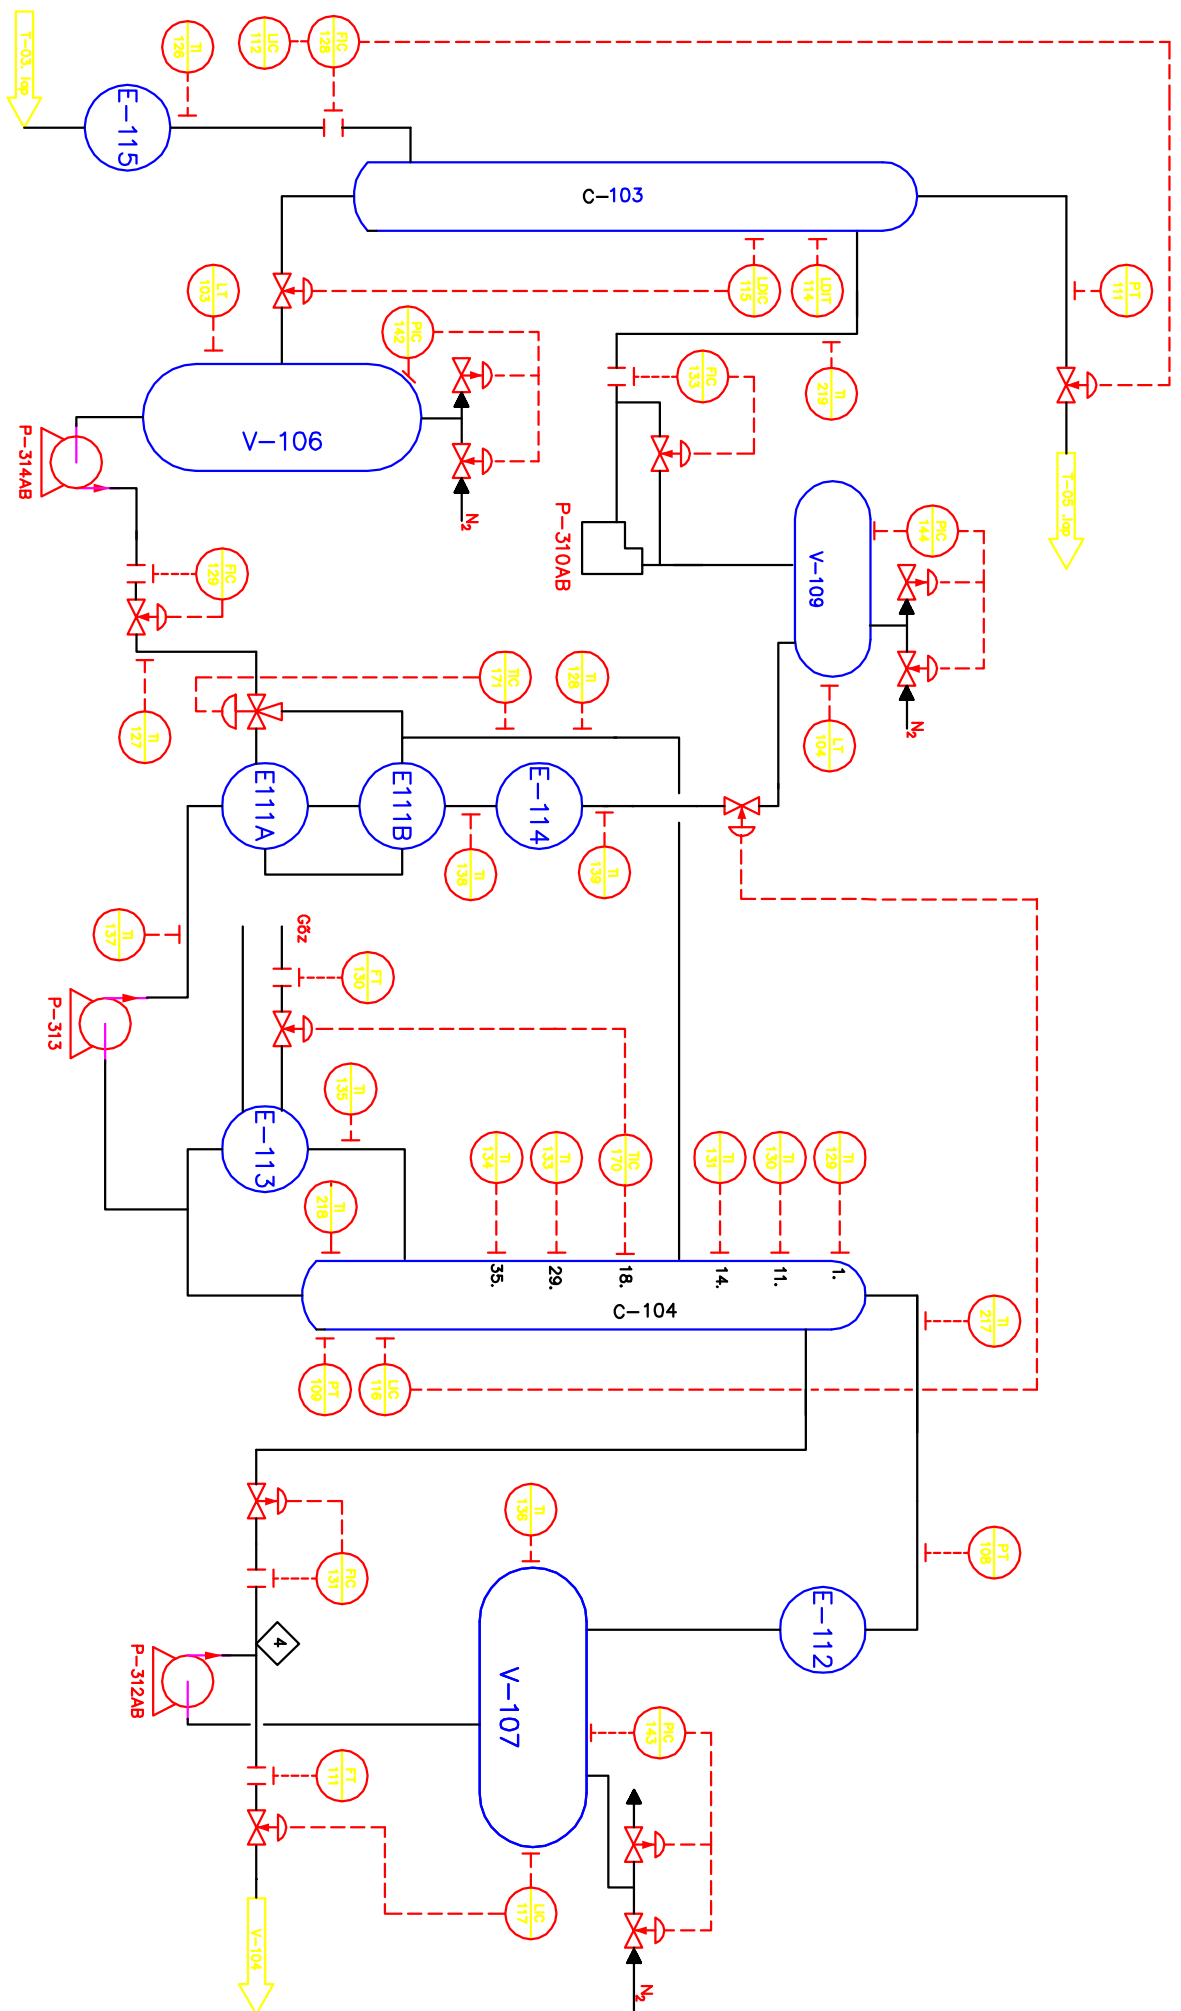 T-03. lap
TI
126
LIC
112
FIC
128
E-115
C-103
LT
103
PIC
142
LDIC
115
LDIT
114
PT
111
FIC
133
TI
219
V-106
P-314AB
N2
T-05 .lap
P-310AB
V-109
PIC
144
FIC
129
TI
127
TIC
171
TI
128
LT
104
N2
E111A
E111B
E-114
TI
138
TI
139
TI
137
Gőz
FT
130
P-313
TI
135
E-113
TI
134
TI
133
TIC
170
TI
131
TI
130
TI
129
TI
218
35.
29.
18.
14.
11.
1.
C-104
TI
217
PT
109
LIC
116
TI
136
PT
108
FIC
131
4
E-112
P-312AB
V-107
PIC
143
FT
111
LIC
117
V-104
N2